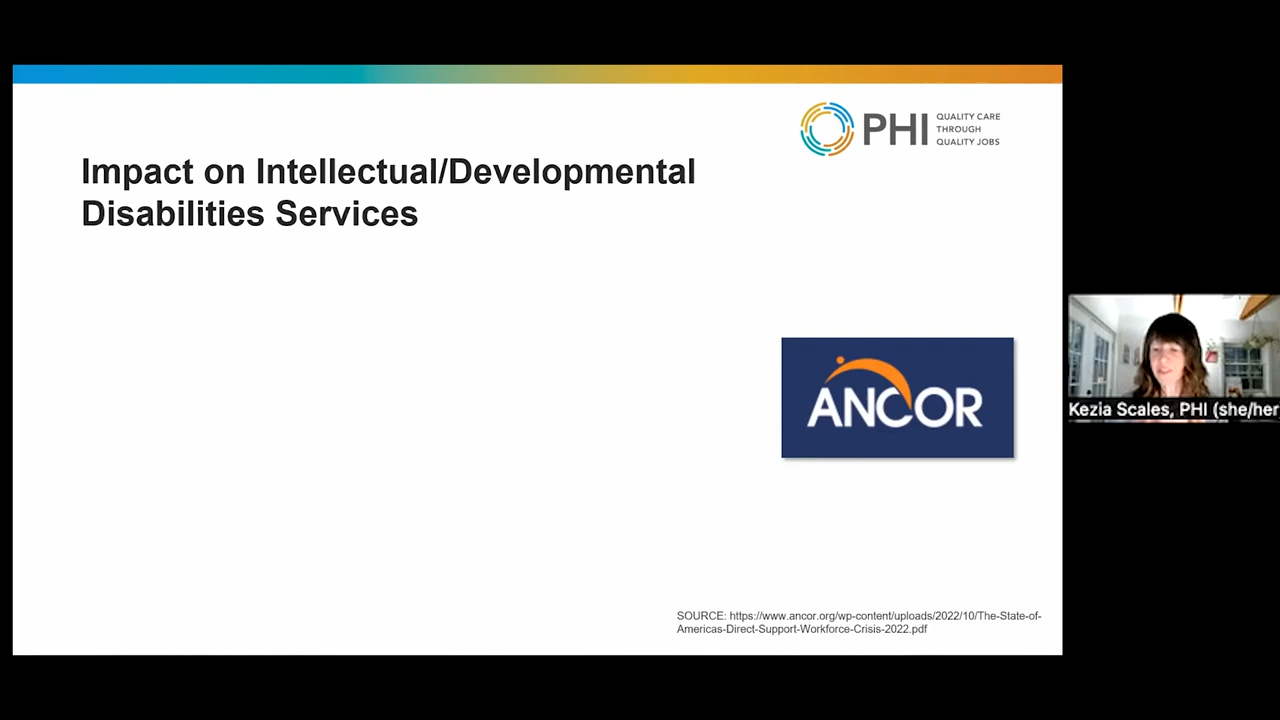 PHI
QUALITY CARE
THROUGH
QUALITY JOBS
Impact on Intellectual/Developmental
Disabilities Services
ANCOR
Kezia Scales, PHI (she/her
SOURCE: https://www.ancor.org/wp-content/uploads/2022/10/The-State-of-
Americas-Direct-Support-Workforce-Crisis-2022.pdf